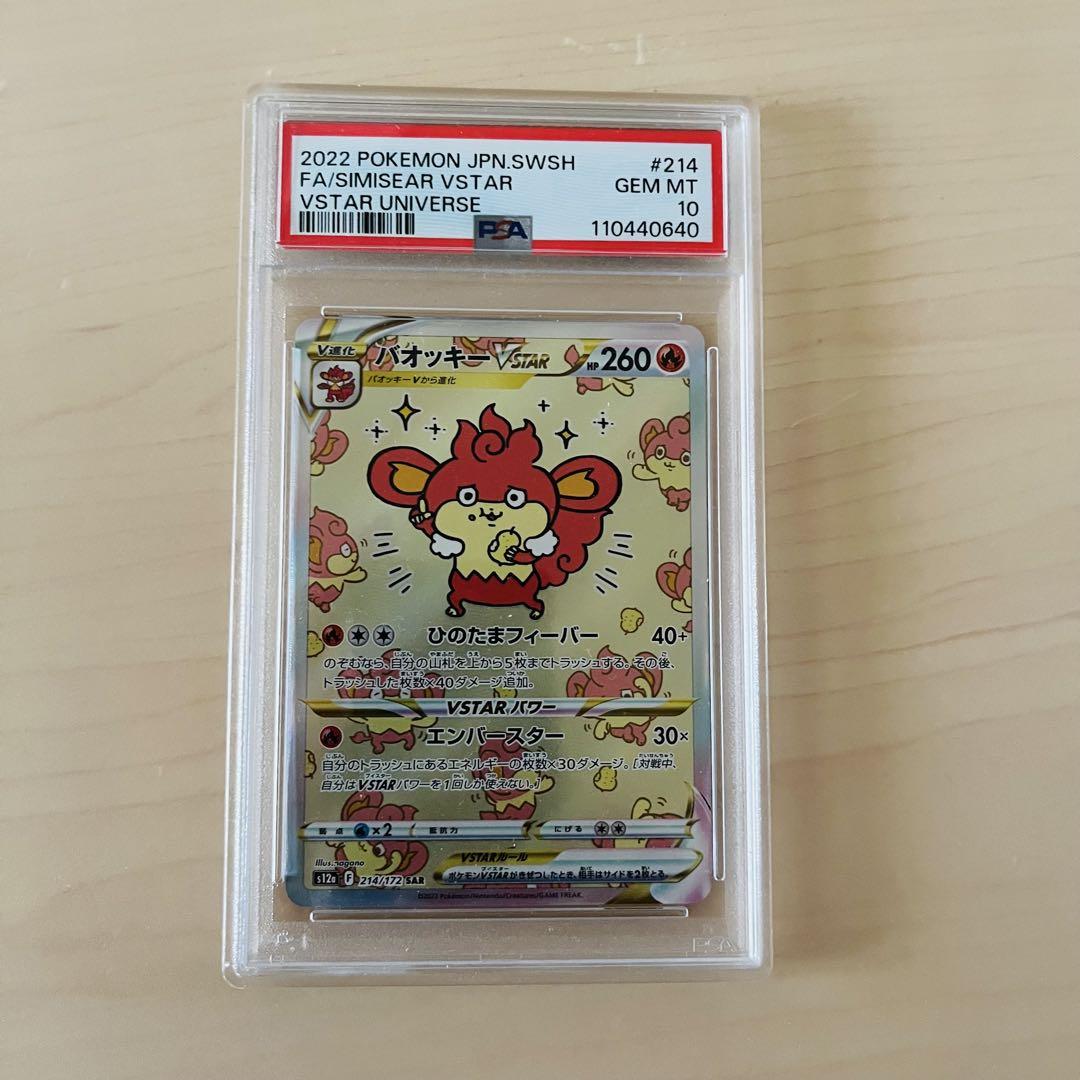 2022 POKEMON JPN.SWSH #214
FA/SIMISEAR VSTAR GEM MT
VSTAR UNIVERSE 10
PSA 110440640
V進化 バオッキー VSTAR HP 260
バオッキーVから進化
ひのたまフィーバー 40+
のぞむなら、自分の山札を上から5枚までトラッシュする。その後、
トラッシュした枚数×40ダメージ追加。
VSTARパワー
エンバースター 30×
自分のトラッシュにあるエネルギーの枚数×30ダメージ。[対戦中、
自分はVSTARパワーを1回しか使えない。]
弱点 ×2 抵抗力 にげる
Illus. nagano
VSTARルール
ポケモンVSTARがきぜつしたとき、相手はサイドを2枚とる。
s12a F 214/172 SAR
©2022 Pokémon/Nintendo/Creatures/GAME FREAK.
PSA